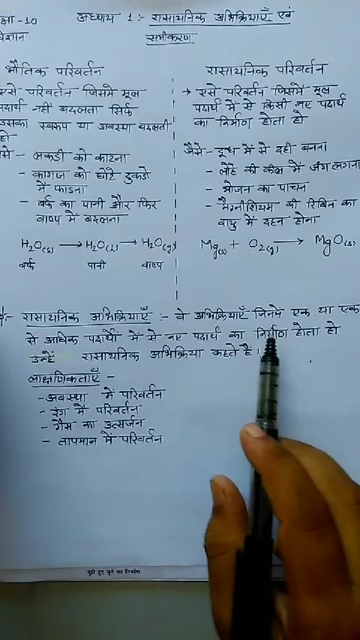 क्षा-10
अध्याय 1:- रासायनिक अभिक्रियाएँ एवं
विज्ञान
समीकरण
भौतिक परिवर्तन
ऐसे परिवर्तन जिसमें मूल
पदार्थ नहीं बदलता सिर्फ
उसका स्वरूप या अवस्था बदलती
हो
जैसे - लकड़ी को काटना
- कागज को छोटे टुकड़ो
में फाड़ना
- बर्फ का पानी और फिर
वाष्प में बदलना
H₂O(s) → H₂O(l) → H₂O(g)
बर्फ पानी वाष्प
रासायनिक परिवर्तन
→ ऐसे परिवर्तन जिसमें मूल
पदार्थ में से किसी नए पदार्थ
का निर्माण होता हो
जैसे:- दूध में से दही बनना
- लोहे की कील में जंग लगना
- भोजन का पाचन
- मैग्नीशियम की रिबिन का
वायु में दहन होना
Mg(s) + O₂(g) → MgO(s)
रासायनिक अभिक्रियाएँ :- वे अभिक्रियाएँ जिनमें एक या एक
से अधिक पदार्थों में से नए पदार्थ का निर्माण होता हो
उन्हें रासायनिक अभिक्रिया कहते है।
लाक्षणिकताएँ -
- अवस्था में परिवर्तन
- रंग में परिवर्तन
- गैस का उत्सर्जन
- तापमान में परिवर्तन
बुझे हुए चूने का निर्माण